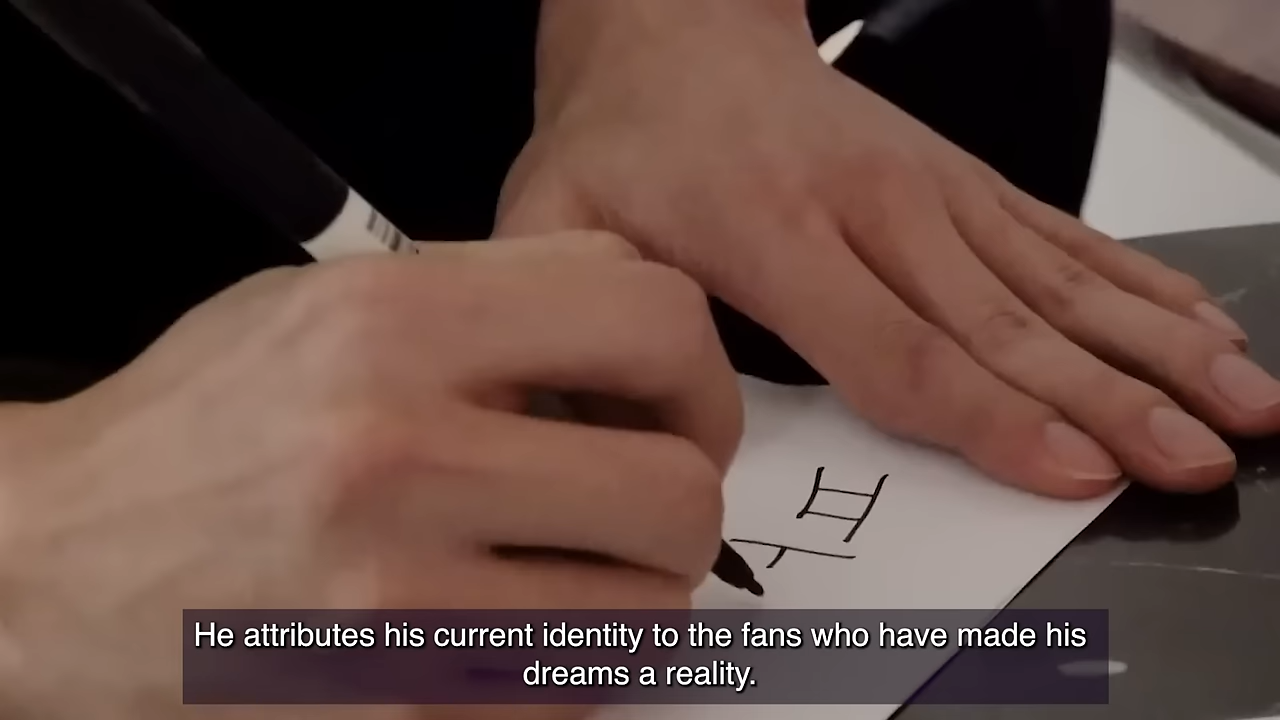 He attributes his current identity to the fans who have made his
dreams a reality.